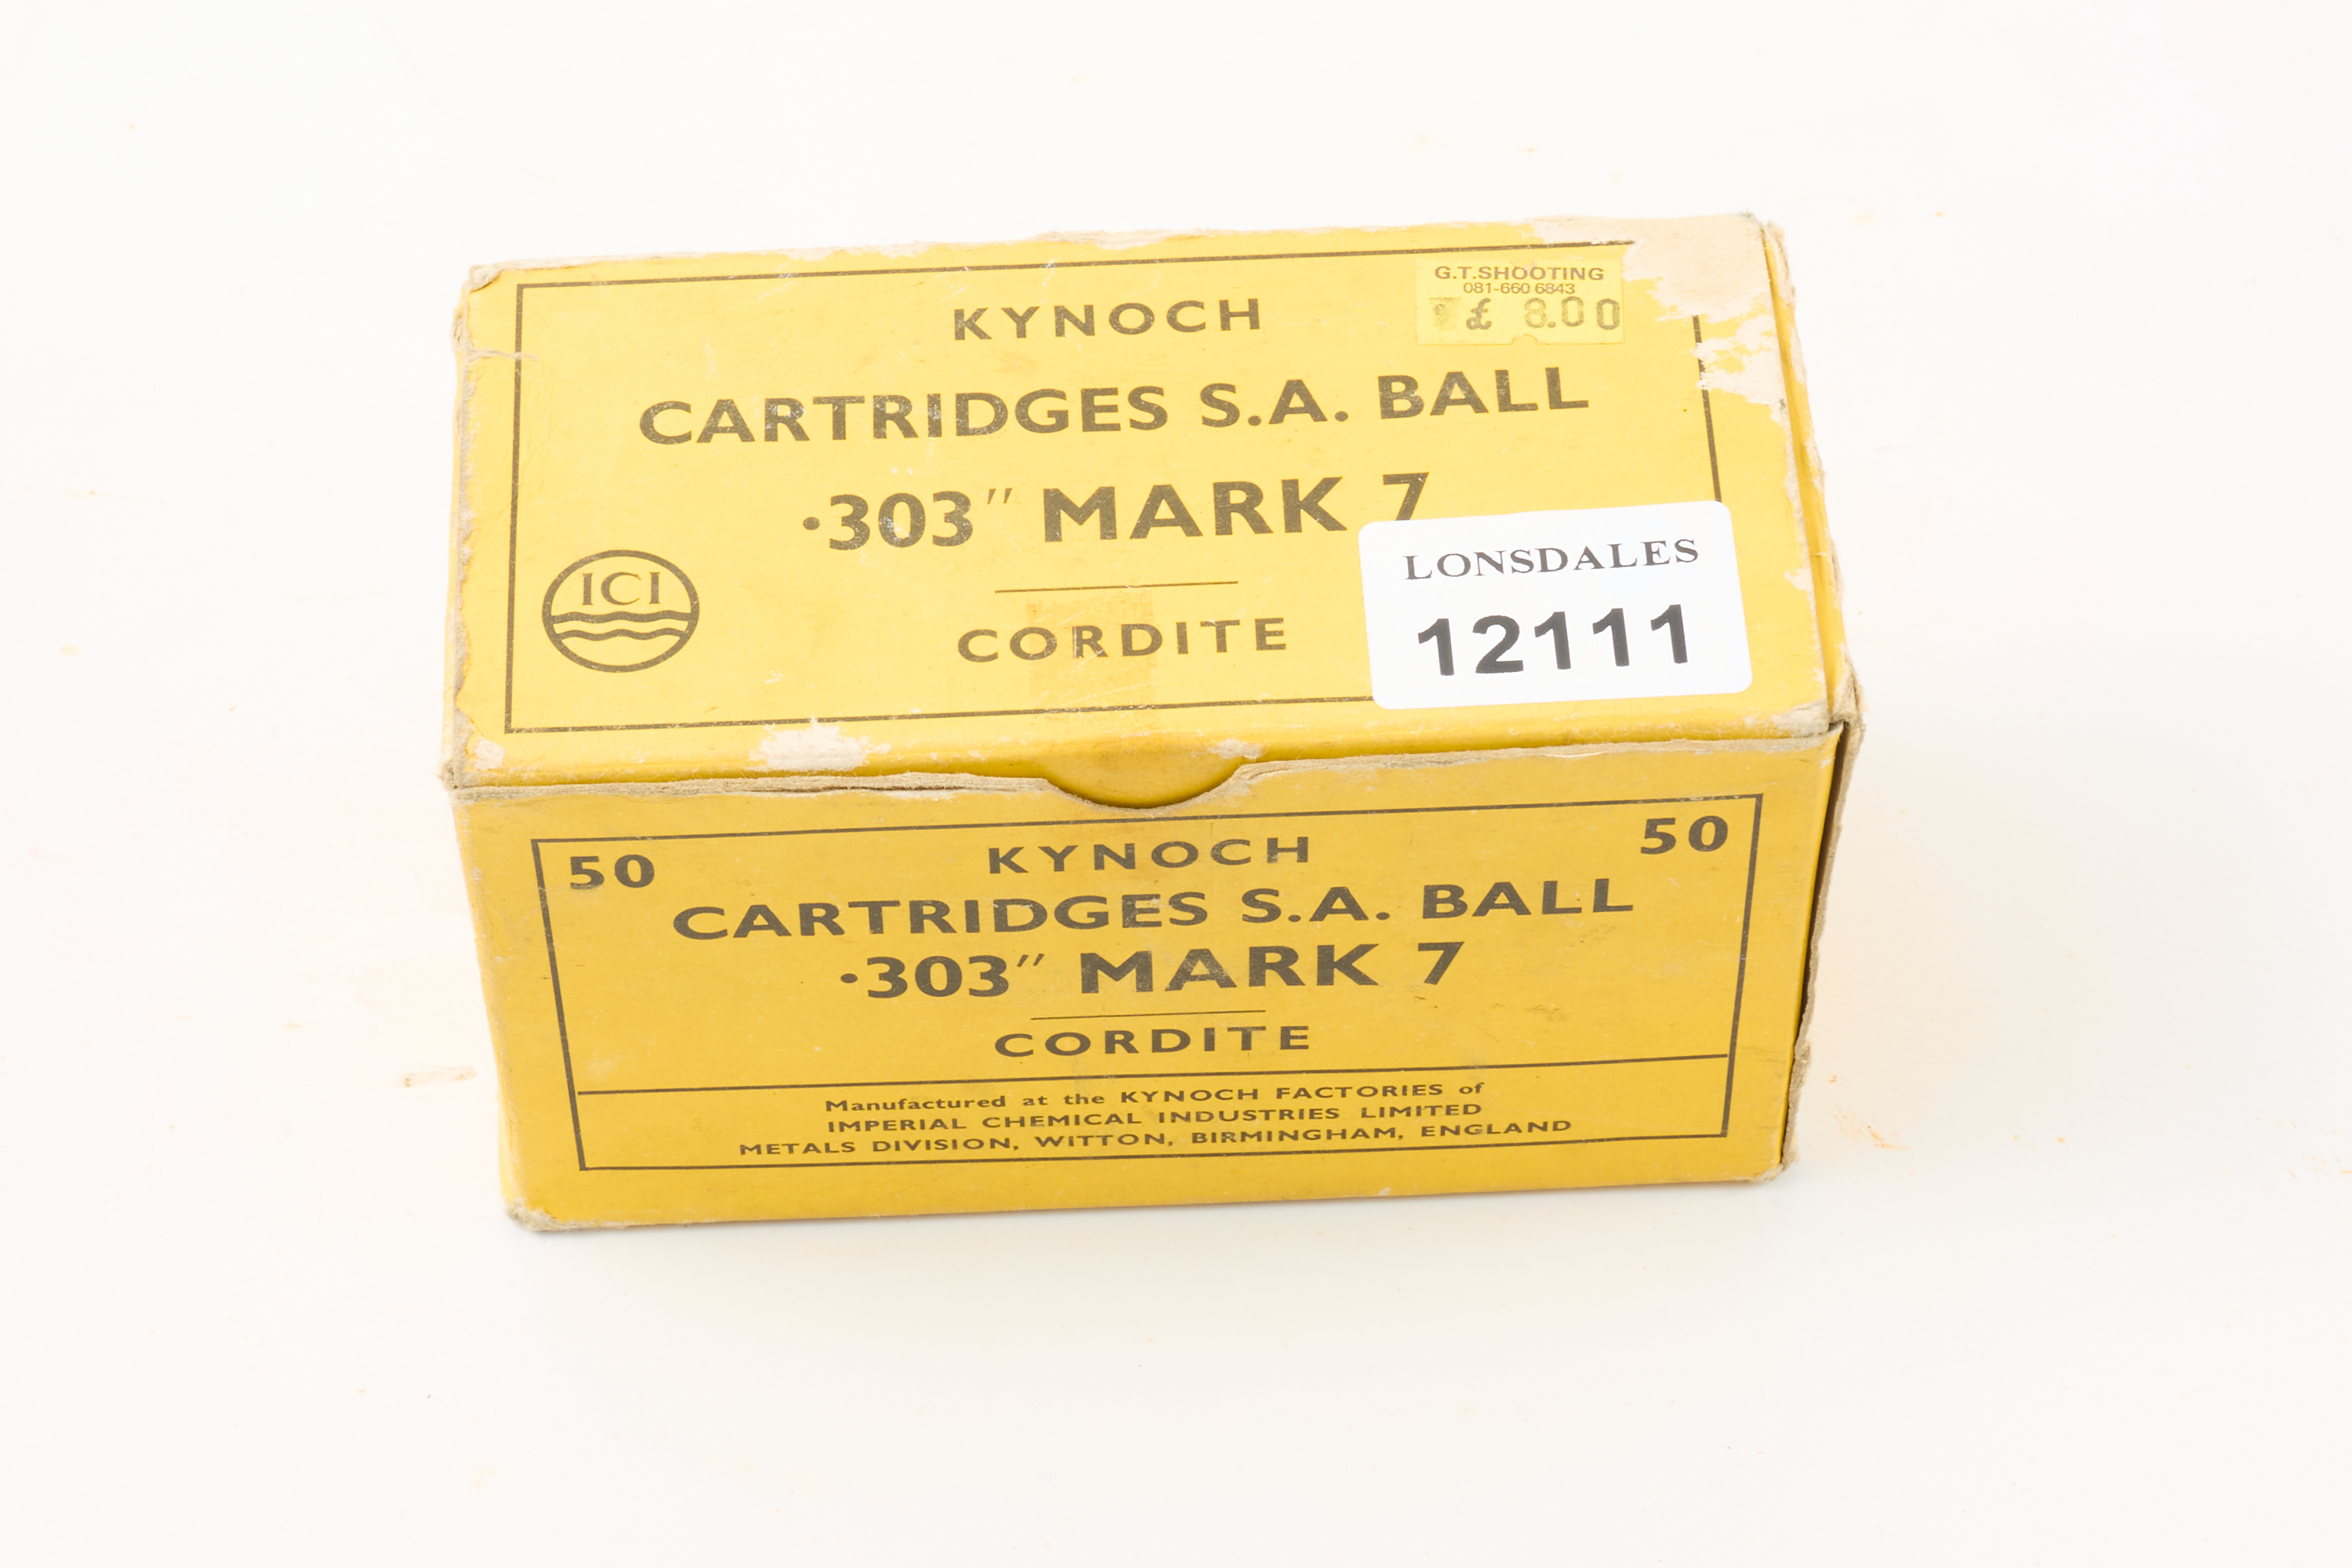 KYNOCH
G.T.SHOOTING
081-660 6843
£ 8.00
CARTRIDGES S.A. BALL
·303" MARK 7
ICI
CORDITE
LONSDALES
12111
50 KYNOCH 50
CARTRIDGES S.A. BALL
·303" MARK 7
CORDITE
Manufactured at the KYNOCH FACTORIES of
IMPERIAL CHEMICAL INDUSTRIES LIMITED
METALS DIVISION, WITTON, BIRMINGHAM, ENGLAND